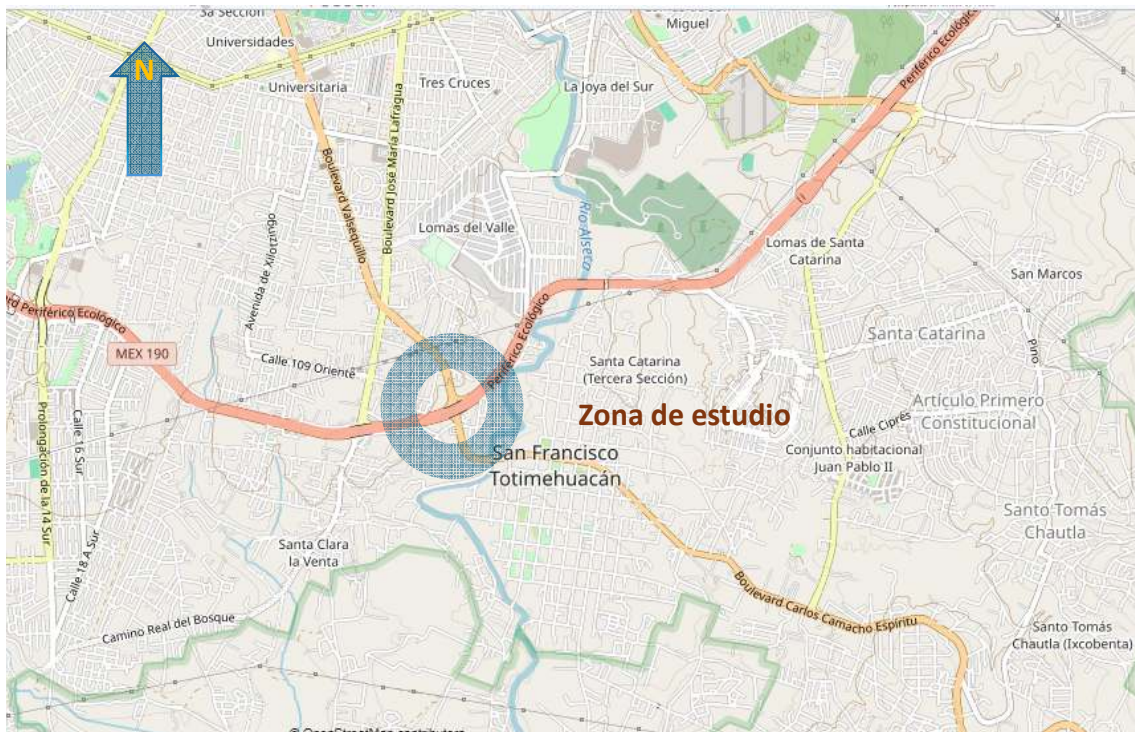 3a Sección
Miguel
Universidades
N
Universitaria
Tres Cruces
La Joya del Sur
Periférico Ecológico
Boulevard José María Lafragua
Boulevard Valsequillo
Avenida de Xilotzingo
Lomas del Valle
Río Alseco
Lomas de Santa
Catarina
San Marcos
Periférico Ecológico
MEX 190
Calle 109 Oriente
Periférico Ecológico
Santa Catarina
Pino
Santa Catarina
(Tercera Sección)
Zona de estudio
Artículo Primero
Constitucional
Calle Ciprés
Prolongación de la 14 Sur
Calle 16 Sur
San Francisco
Totimehuacán
Conjunto habitacional
Juan Pablo II
Santo Tomás
Chautla
Santa Clara
la Venta
Calle 18 A Sur
Camino Real del Bosque
Boulevard Carlos Camacho Espíritu
Santo Tomás
Chautla (Ixcobenta)